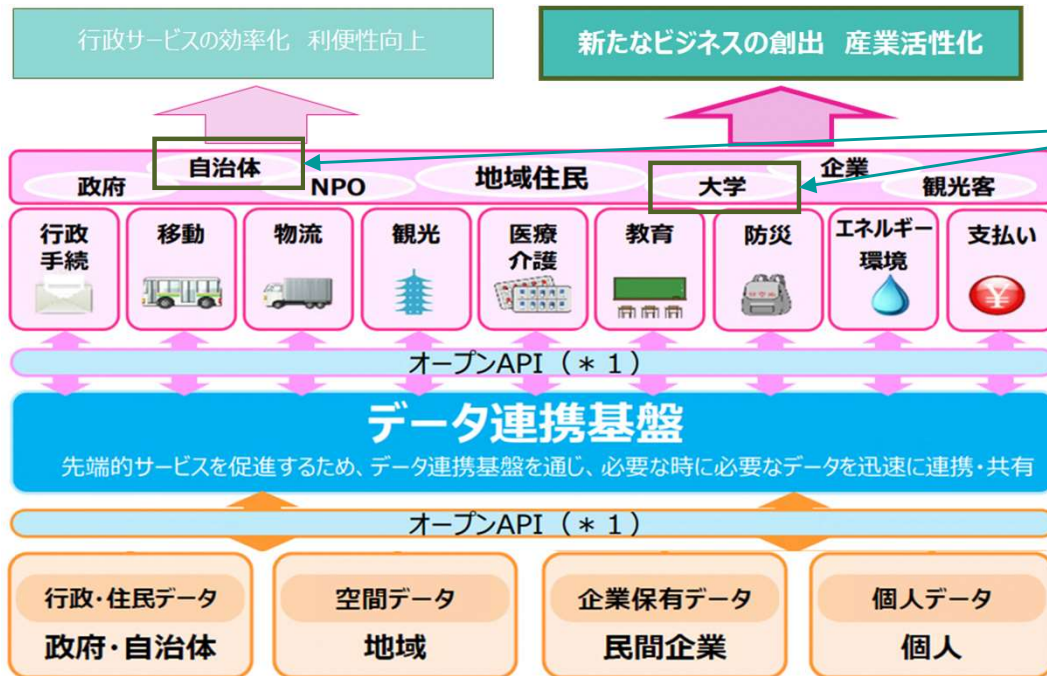 行政サービスの効率化 利便性向上
新たなビジネスの創出 産業活性化
政府
自治体
NPO
地域住民
大学
企業
観光客
行政
手続
移動
物流
観光
医療
介護
教育
防災
エネルギー
環境
支払い
¥
オープンAPI（＊１）
データ連携基盤
先端的サービスを促進するため、データ連携基盤を通じ、必要な時に必要なデータを迅速に連携・共有
オープンAPI（＊１）
行政・住民データ
政府・自治体
空間データ
地域
企業保有データ
民間企業
個人データ
個人